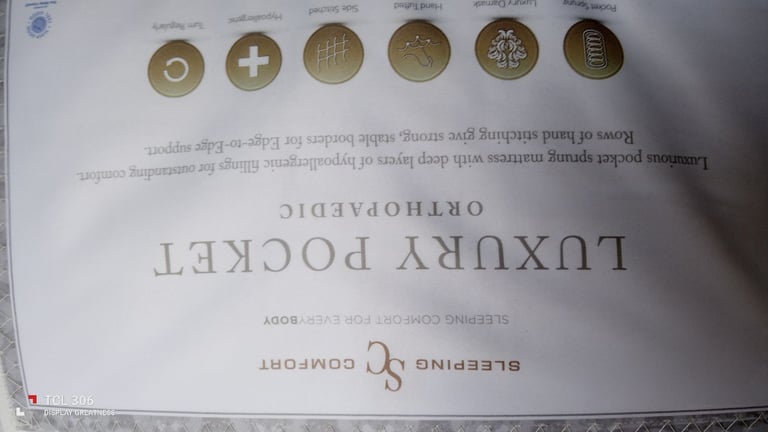 SLEEPING SC COMFORT
SLEEPING COMFORT FOR EVERYBODY
LUXURY POCKET
ORTHOPAEDIC
Luxurious pocket sprung mattress with deep layers of hypoallergenic fillings for outstanding comfort.
Rows of hand stitching give strong, stable borders for Edge-to-Edge support.
Pocket Sprung
Luxury Damask
Hand Tufted
Side Stitched
Hypoallergenic
Turn Regularly
TCL 306
DISPLAY GREATNESS